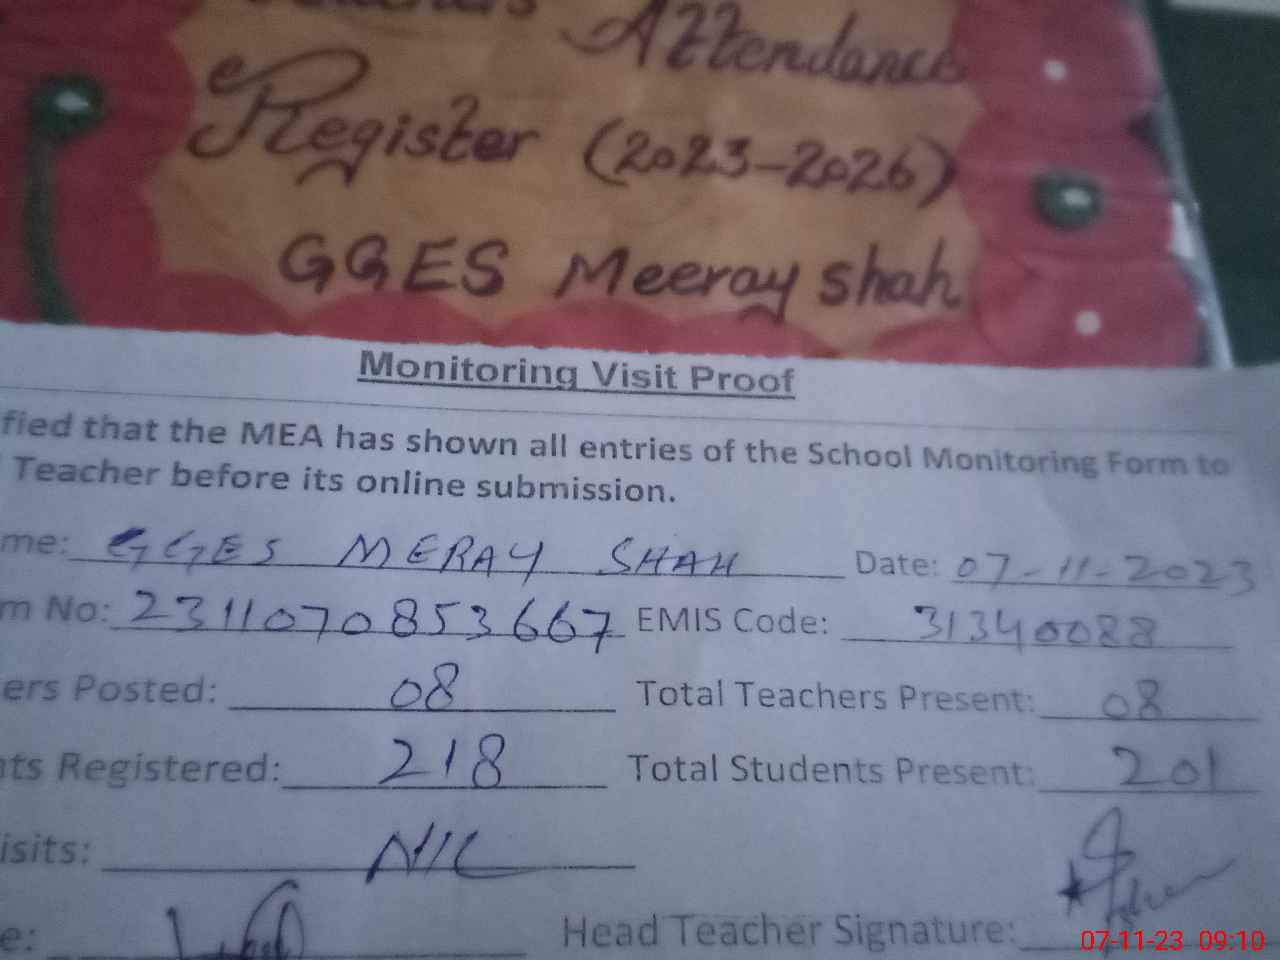 Attendance
Register (2023-2026)
GGES Meeray shah
Monitoring Visit Proof
fied that the MEA has shown all entries of the School Monitoring Form to
Teacher before its online submission.
me: GGES MERAY SHAH Date: 07-11-2023
m No: 2311070853667 EMIS Code: 31340088
ers Posted: 08 Total Teachers Present: 08
nts Registered: 218 Total Students Present: 201
isits: NIL
e: Head Teacher Signature:
07-11-23 09:10